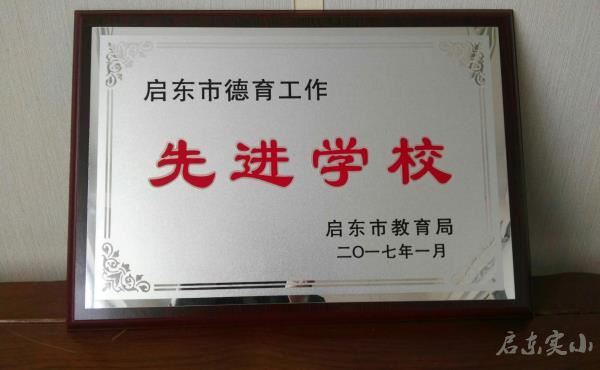 启东市德育工作
先进学校
启东市教育局
二〇一七年一月
启东实小